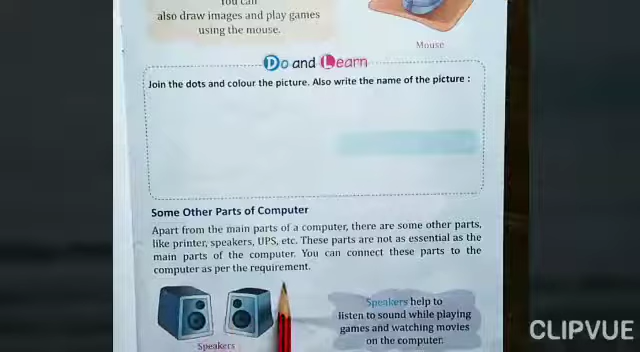 You can
also draw images and play games
using the mouse.
Mouse
Do and Learn
Join the dots and colour the picture. Also write the name of the picture :
Some Other Parts of Computer
Apart from the main parts of a computer, there are some other parts,
like printer, speakers, UPS, etc. These parts are not as essential as the
main parts of the computer. You can connect these parts to the
computer as per the requirement.
Speakers
Speakers help to
listen to sound while playing
games and watching movies
on the computer.
CLIPVUE